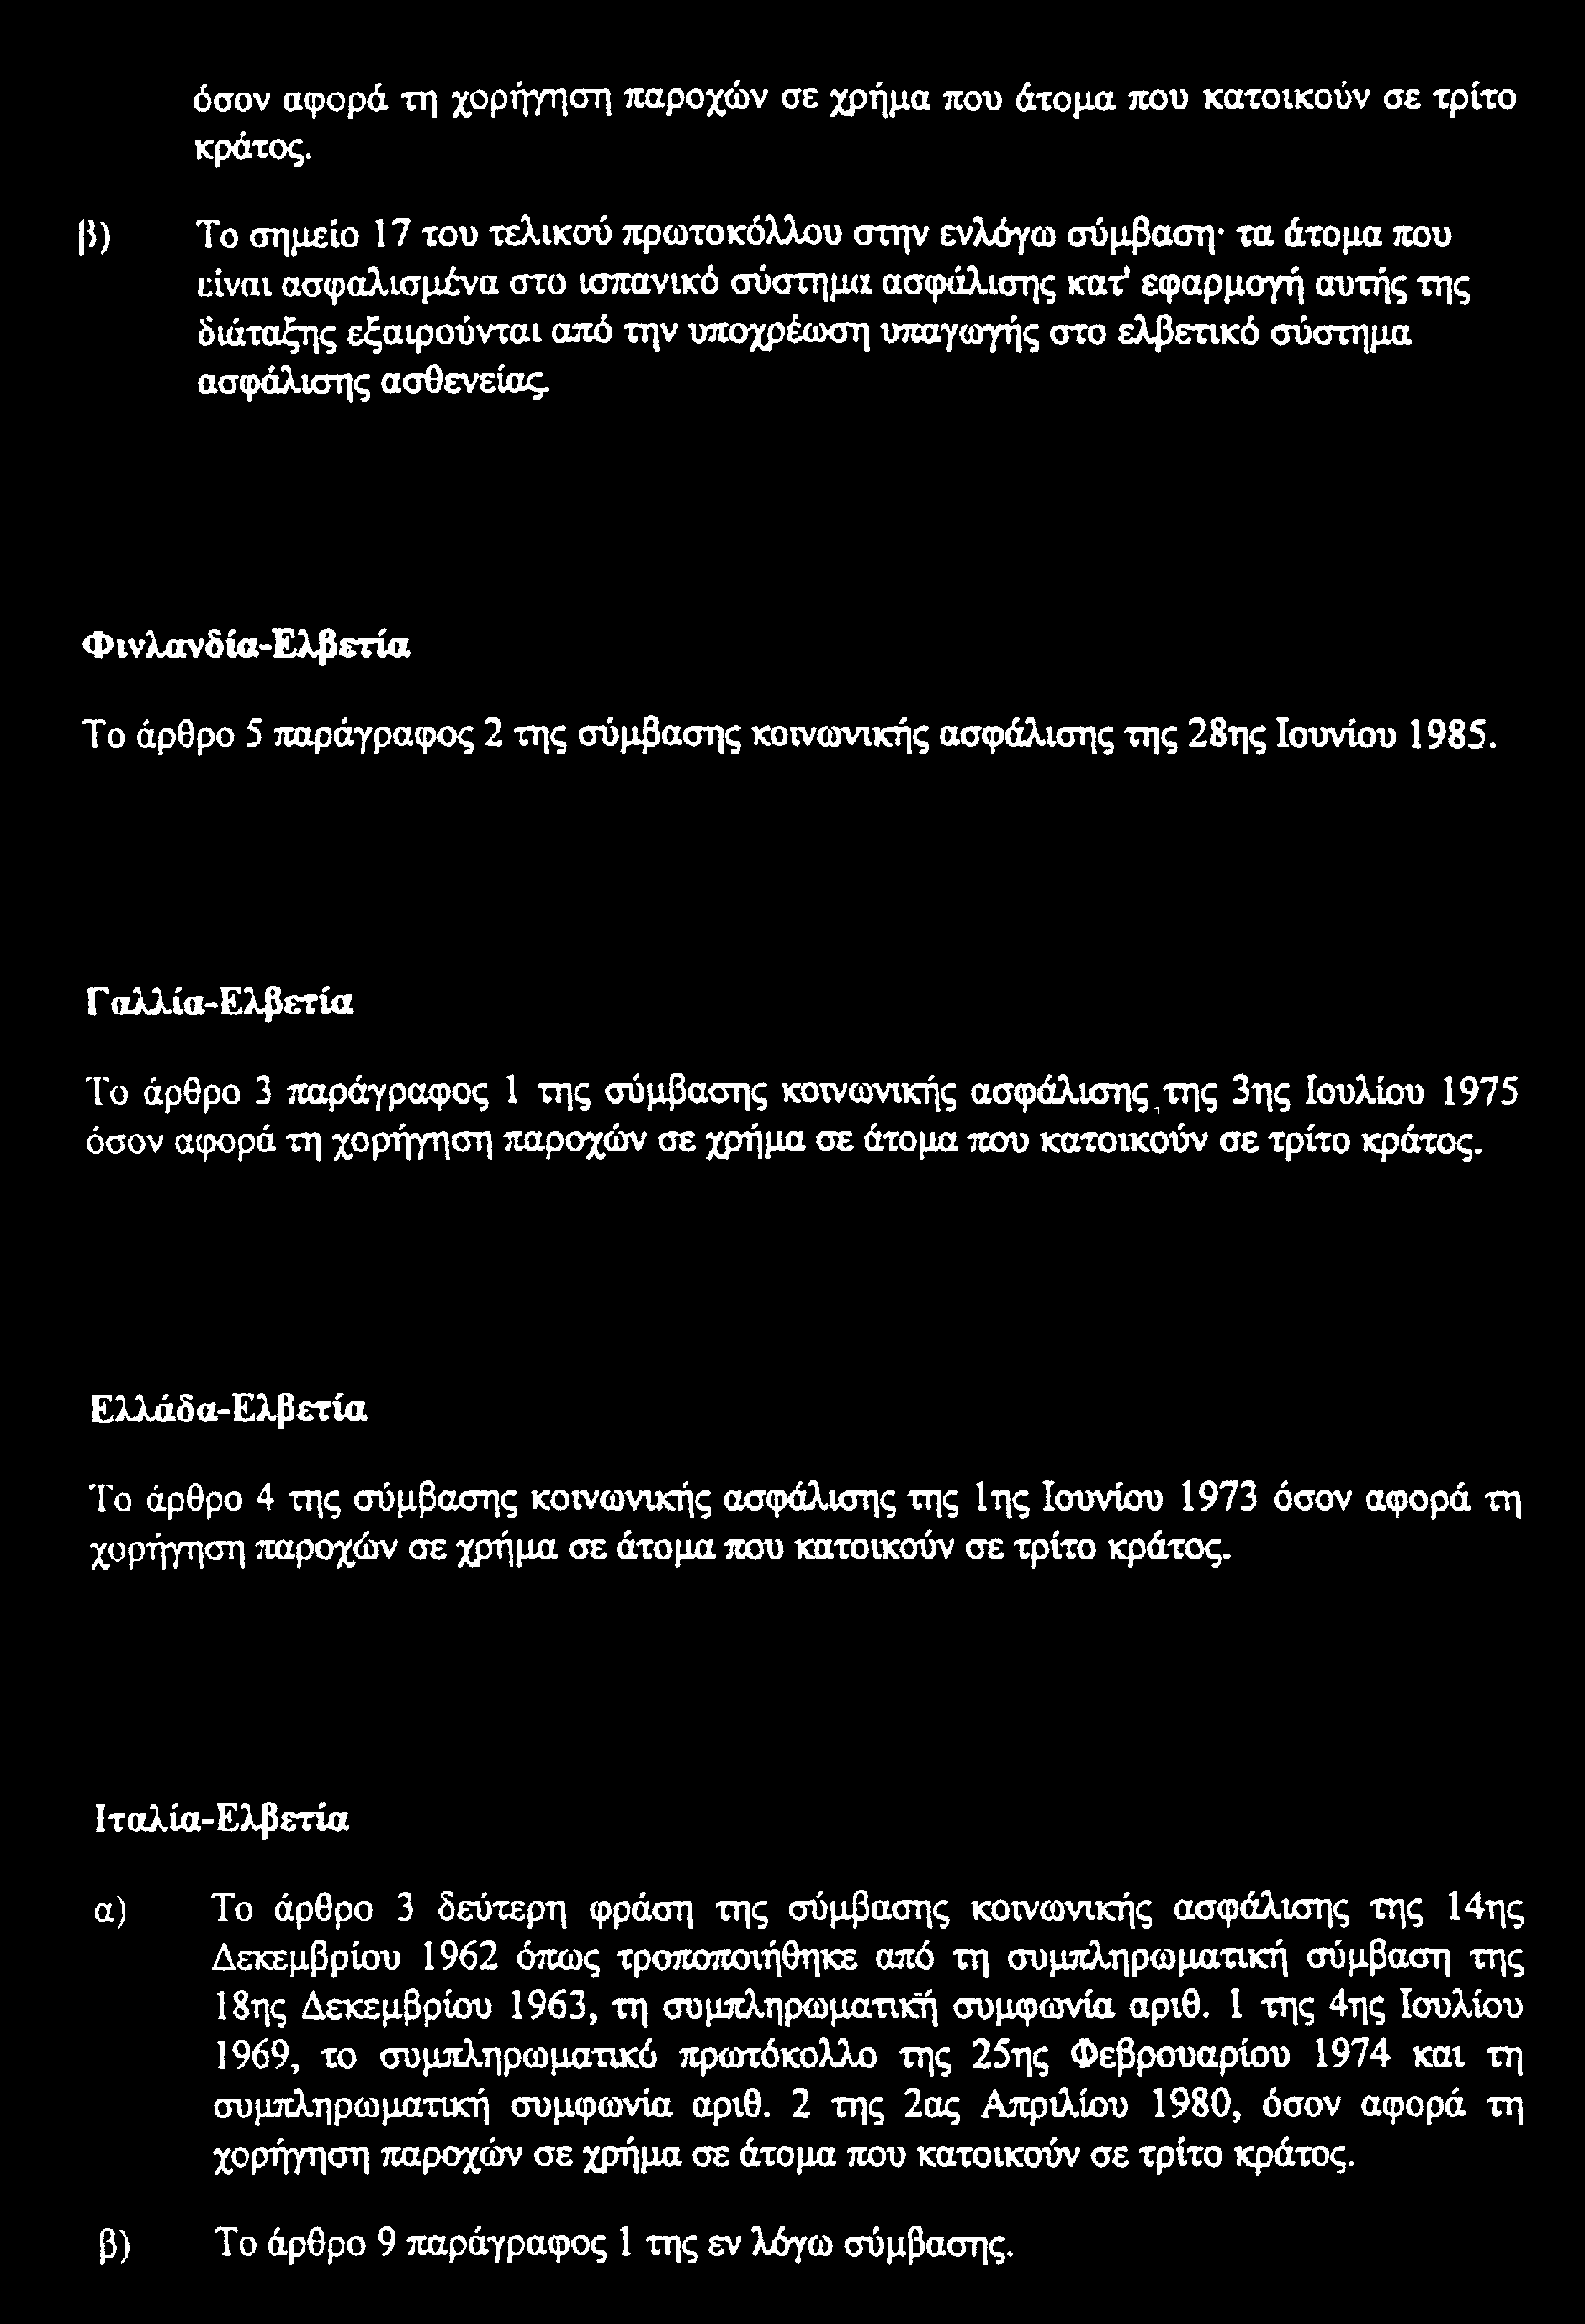 όσον αφορά τη χορήγηση παροχών σε χρήμα που άτομα που κατοικούν σε τρίτο
κράτος.
β) Το σημείο 17 του τελικού πρωτοκόλλου στην ενλόγω σύμβαση· τα άτομα που
είναι ασφαλισμένα στο ισπανικό σύστημα ασφάλισης κατ' εφαρμογή αυτής της
διάταξης εξαιρούνται από την υποχρέωση υπαγωγής στο ελβετικό σύστημα
ασφάλισης ασθενείας.
Φινλανδία-Ελβετία
Το άρθρο 5 παράγραφος 2 της σύμβασης κοινωνικής ασφάλισης της 28ης Ιουνίου 1985.
Γαλλία-Ελβετία
Το άρθρο 3 παράγραφος 1 της σύμβασης κοινωνικής ασφάλισης,της 3ης Ιουλίου 1975
όσον αφορά τη χορήγηση παροχών σε χρήμα σε άτομα που κατοικούν σε τρίτο κράτος.
Ελλάδα-Ελβετία
Το άρθρο 4 της σύμβασης κοινωνικής ασφάλισης της 1ης Ιουνίου 1973 όσον αφορά τη
χορήγηση παροχών σε χρήμα σε άτομα που κατοικούν σε τρίτο κράτος.
Ιταλία-Ελβετία
α) Το άρθρο 3 δεύτερη φράση της σύμβασης κοινωνικής ασφάλισης της 14ης
Δεκεμβρίου 1962 όπως τροποποιήθηκε από τη συμπληρωματική σύμβαση της
18ης Δεκεμβρίου 1963, τη συμπληρωματική συμφωνία αριθ. 1 της 4ης Ιουλίου
1969, το συμπληρωματικό πρωτόκολλο της 25ης Φεβρουαρίου 1974 και τη
συμπληρωματική συμφωνία αριθ. 2 της 2ας Απριλίου 1980, όσον αφορά τη
χορήγηση παροχών σε χρήμα σε άτομα που κατοικούν σε τρίτο κράτος.
β) Το άρθρο 9 παράγραφος 1 της εν λόγω σύμβασης.